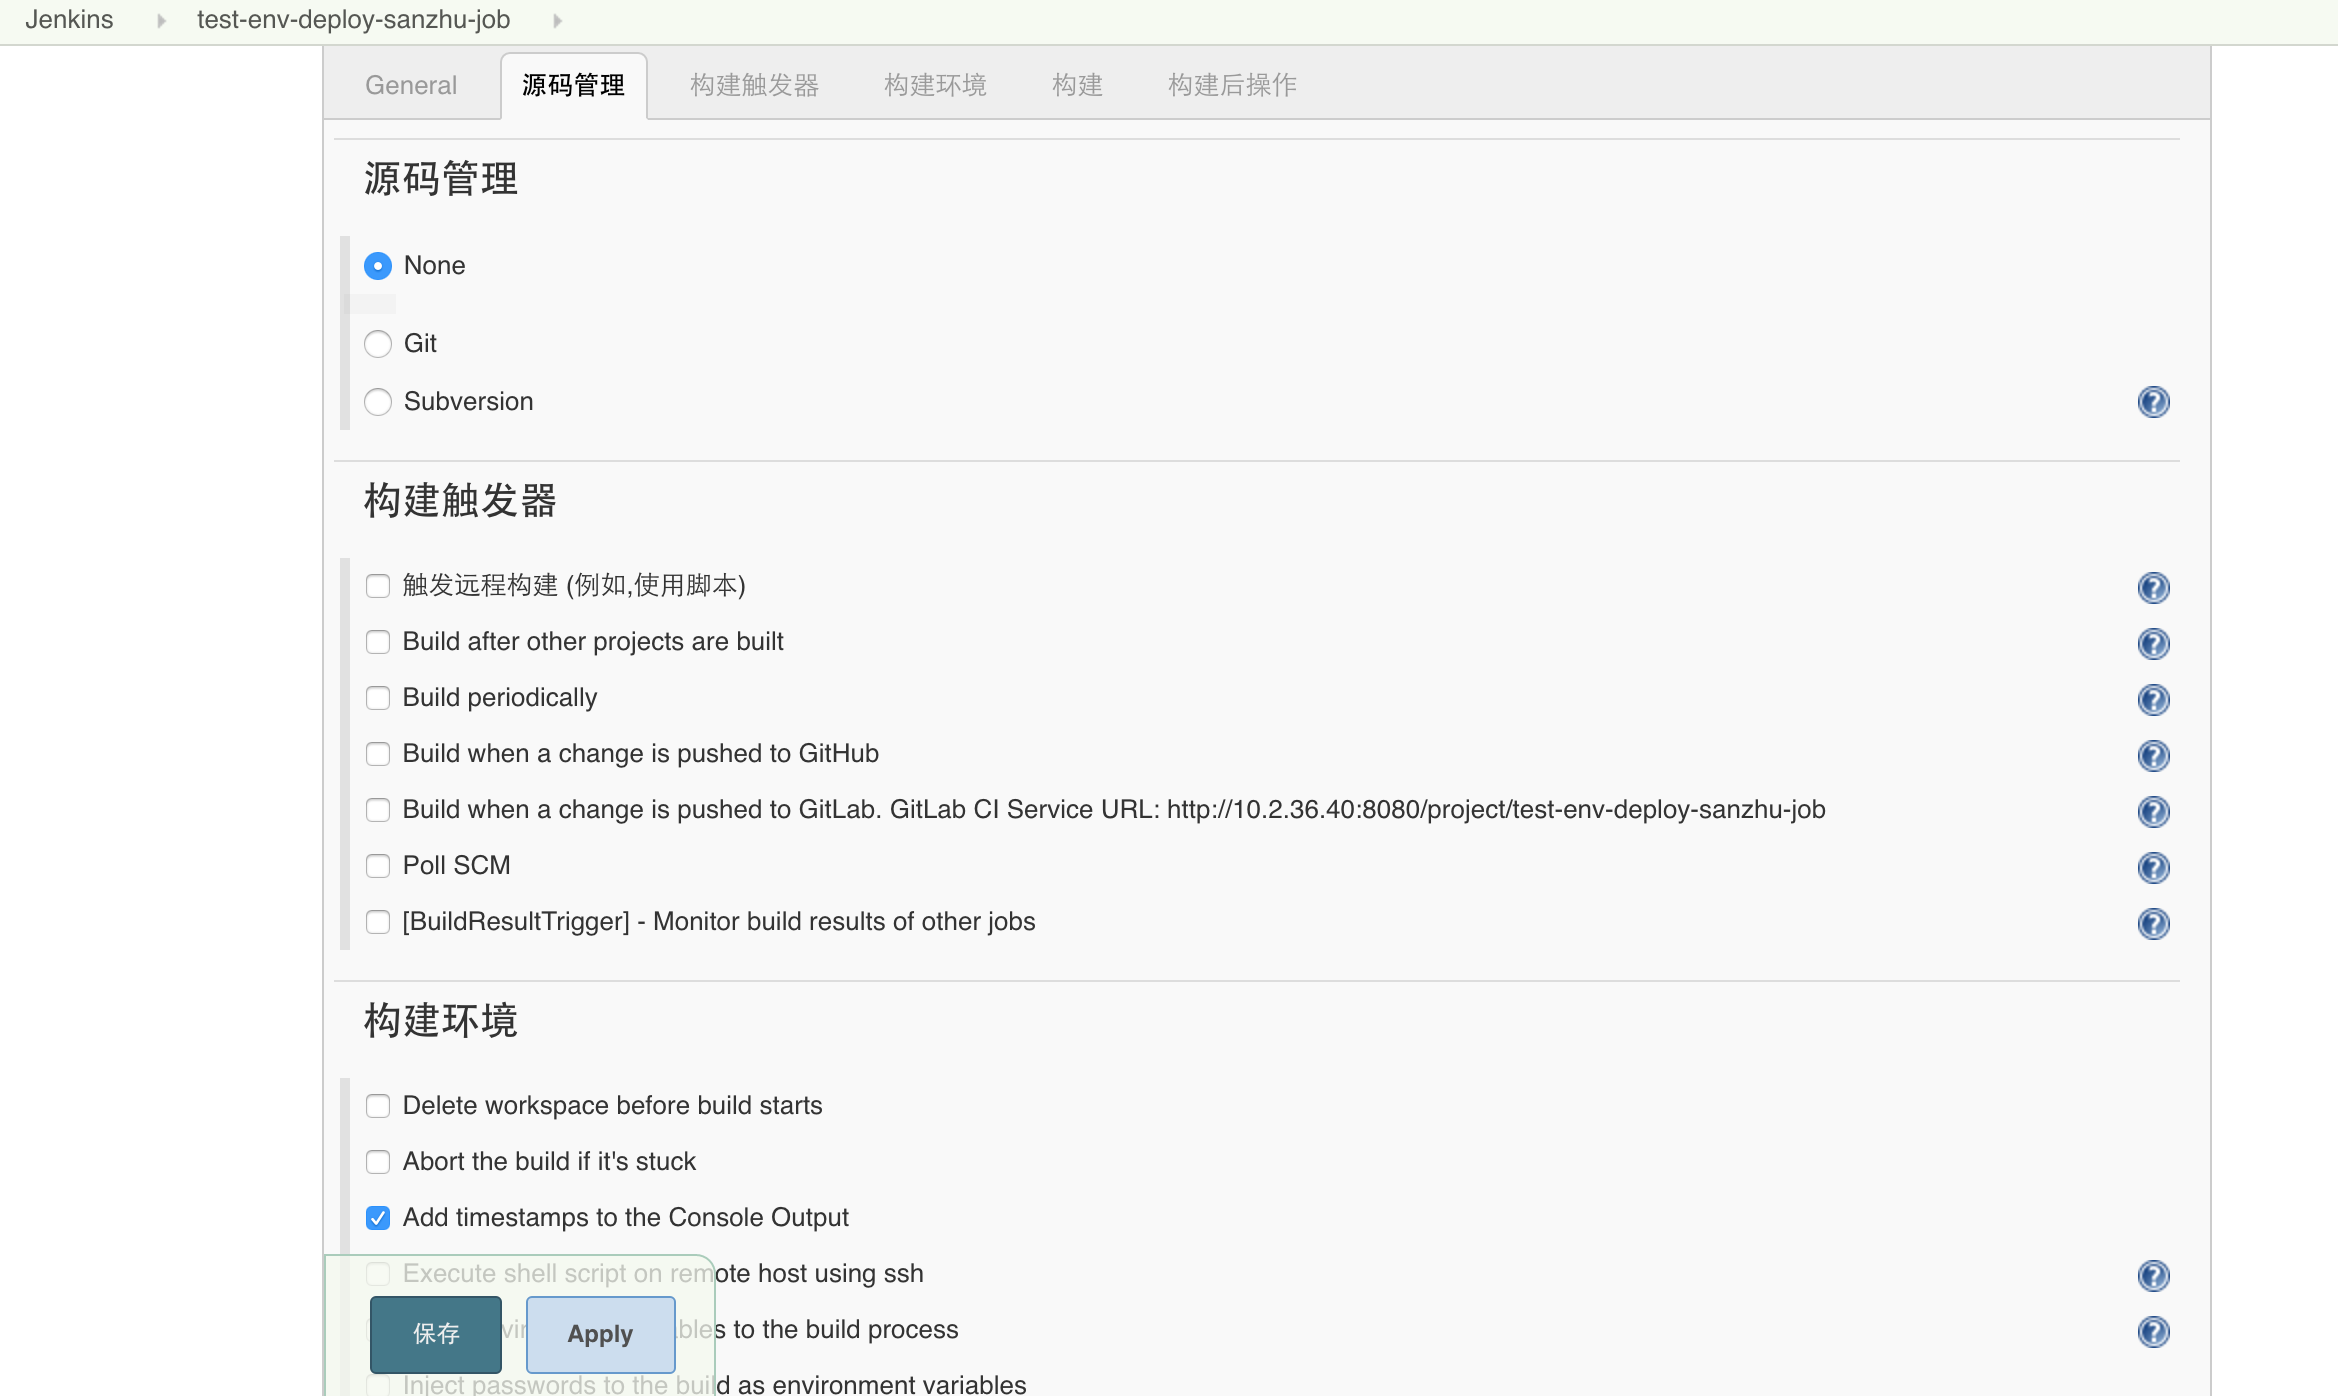 Jenkins test-env-deploy-sanzhu-job
General 源码管理 构建触发器 构建环境 构建 构建后操作
源码管理
None
Git
Subversion
构建触发器
触发远程构建 (例如,使用脚本)
Build after other projects are built
Build periodically
Build when a change is pushed to GitHub
Build when a change is pushed to GitLab. GitLab CI Service URL: http://10.2.36.40:8080/project/test-env-deploy-sanzhu-job
Poll SCM
[BuildResultTrigger] - Monitor build results of other jobs
构建环境
Delete workspace before build starts
Abort the build if it's stuck
Add timestamps to the Console Output
Execute shell script on remote host using ssh
to the build process
保存 Apply
Inject passwords to the build as environment variables